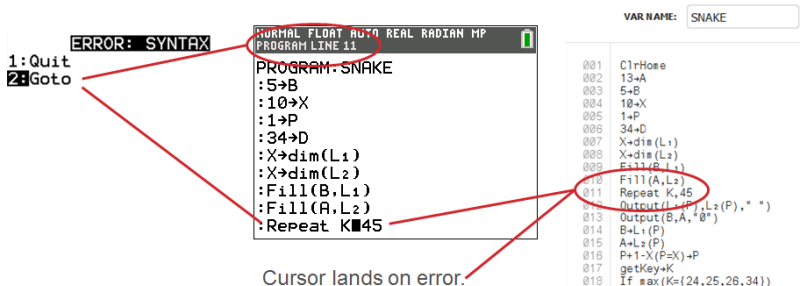 ERROR: SYNTAX
1:Quit
2:Goto
NORMAL FLOAT AUTO REAL RADIAN MP
PROGRAM LINE 11
PROGRAM:SNAKE
:5→B
:10→X
:1→P
:34→D
:X→dim(L₁)
:X→dim(L₂)
:Fill(B,L₁)
:Fill(A,L₂)
:Repeat K■45
Cursor lands on error.
VAR NAME: SNAKE
001 ClrHome
002 13→A
003 5→B
004 10→X
005 1→P
006 34→D
007 X→dim(L₁)
008 X→dim(L₂)
009 Fill(B,L₁)
010 Fill(A,L₂)
011 Repeat K,45
012 Output(L₁(P),L₂(P)," ")
013 Output(B,A,"0")
014 B→L₁(P)
015 A→L₂(P)
016 P+1-X(P=X)→P
017 getKey→K
018 If max(K={24,25,26,34})